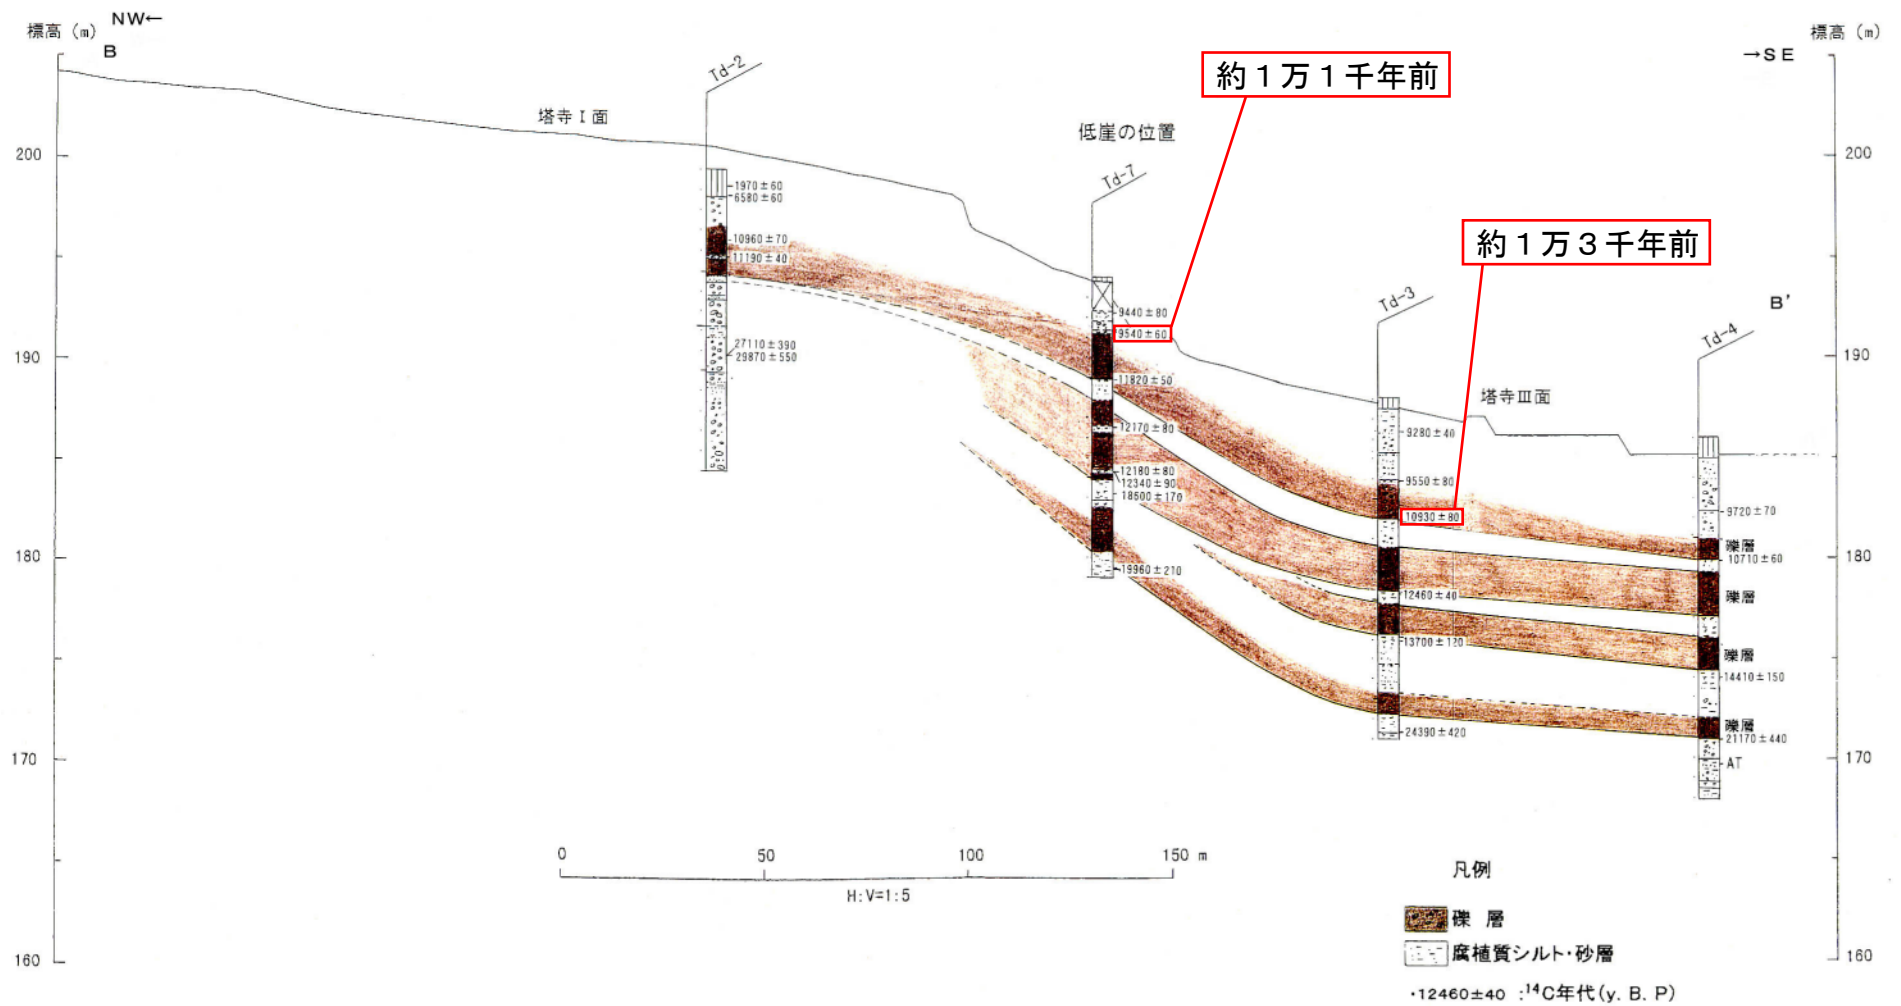 標高 (m)
NW←
B
標高 (m)
→SE
B'
200
190
180
170
160
200
190
180
170
160
塔寺Ⅰ面
低崖の位置
塔寺Ⅲ面
約1万1千年前
約1万3千年前
Td-2
1970±60
6580±60
10960±70
11190±40
27110±390
29870±550
Td-7
9440±80
9540±60
11820±50
12170±80
12180±80
12340±90
18600±170
19960±210
Td-3
9280±40
9550±80
10930±80
12460±40
13700±120
24390±420
Td-4
9720±70
礫層
10710±60
礫層
礫層
14410±150
礫層
21170±440
AT
0 50 100 150 m
H:V=1:5
凡例
礫 層
腐植質シルト・砂層
・12460±40 :¹⁴C年代(y. B. P)